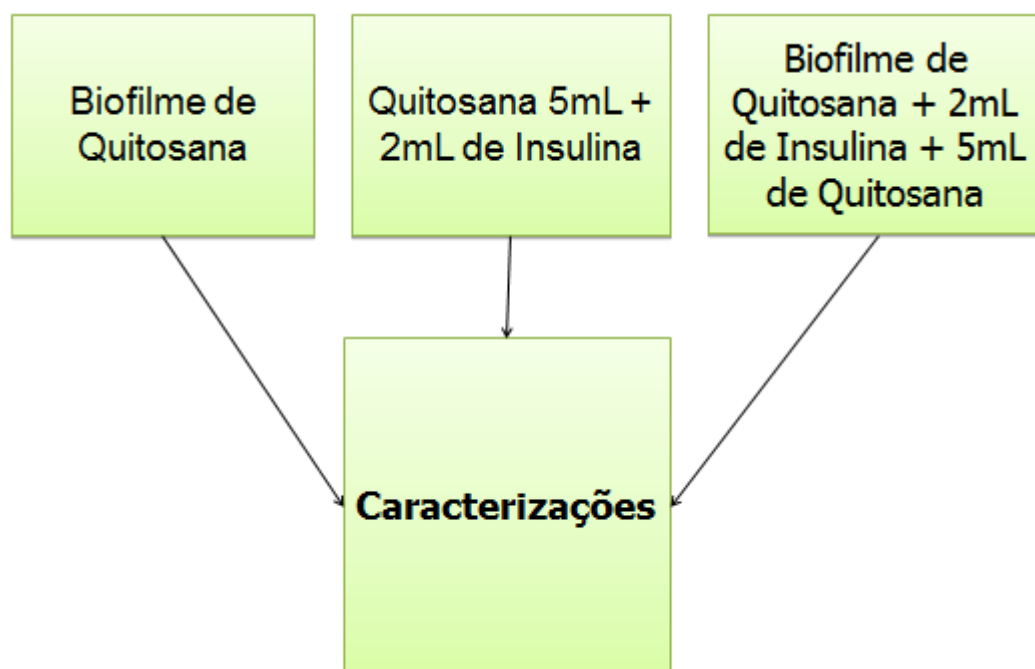 Biofilme de
Quitosana
Quitosana 5mL +
2mL de Insulina
Biofilme de
Quitosana + 2mL
de Insulina + 5mL
de Quitosana
Caracterizações